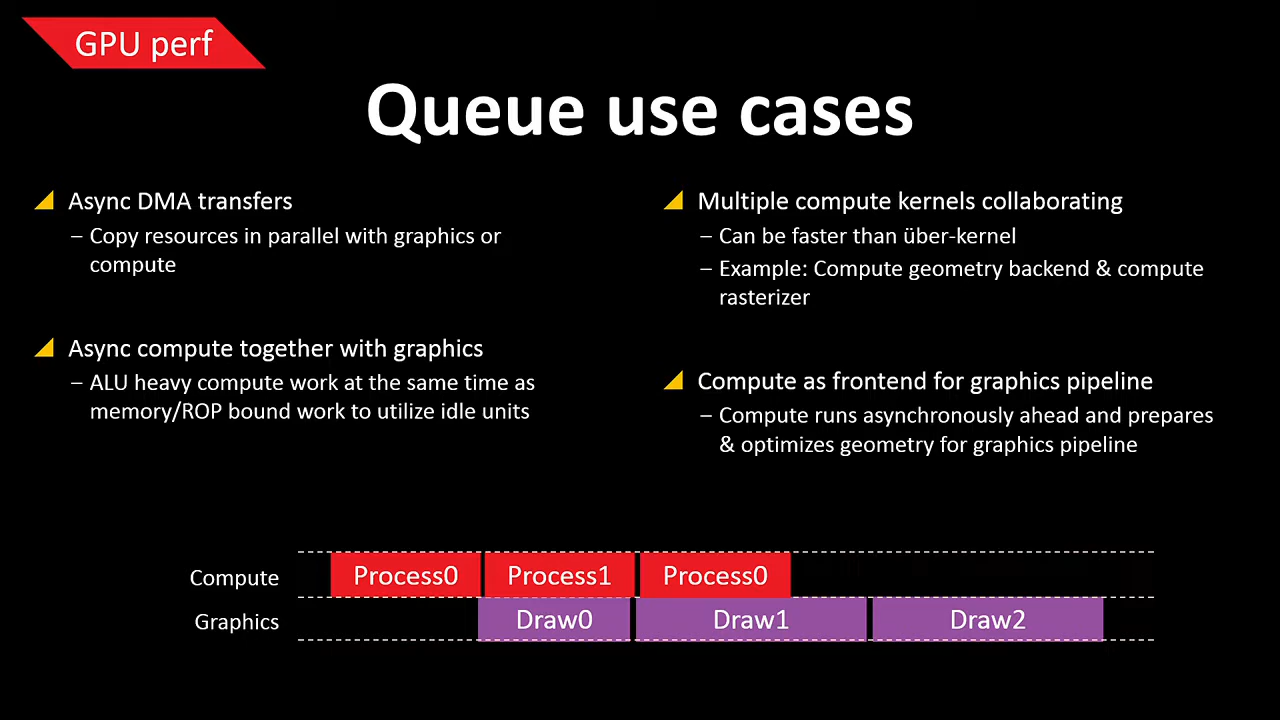 GPU perf
Queue use cases
Async DMA transfers
– Copy resources in parallel with graphics or
compute
Async compute together with graphics
– ALU heavy compute work at the same time as
memory/ROP bound work to utilize idle units
Multiple compute kernels collaborating
– Can be faster than über-kernel
– Example: Compute geometry backend & compute
rasterizer
Compute as frontend for graphics pipeline
– Compute runs asynchronously ahead and prepares
& optimizes geometry for graphics pipeline
Compute Process0 Process1 Process0
Graphics Draw0 Draw1 Draw2